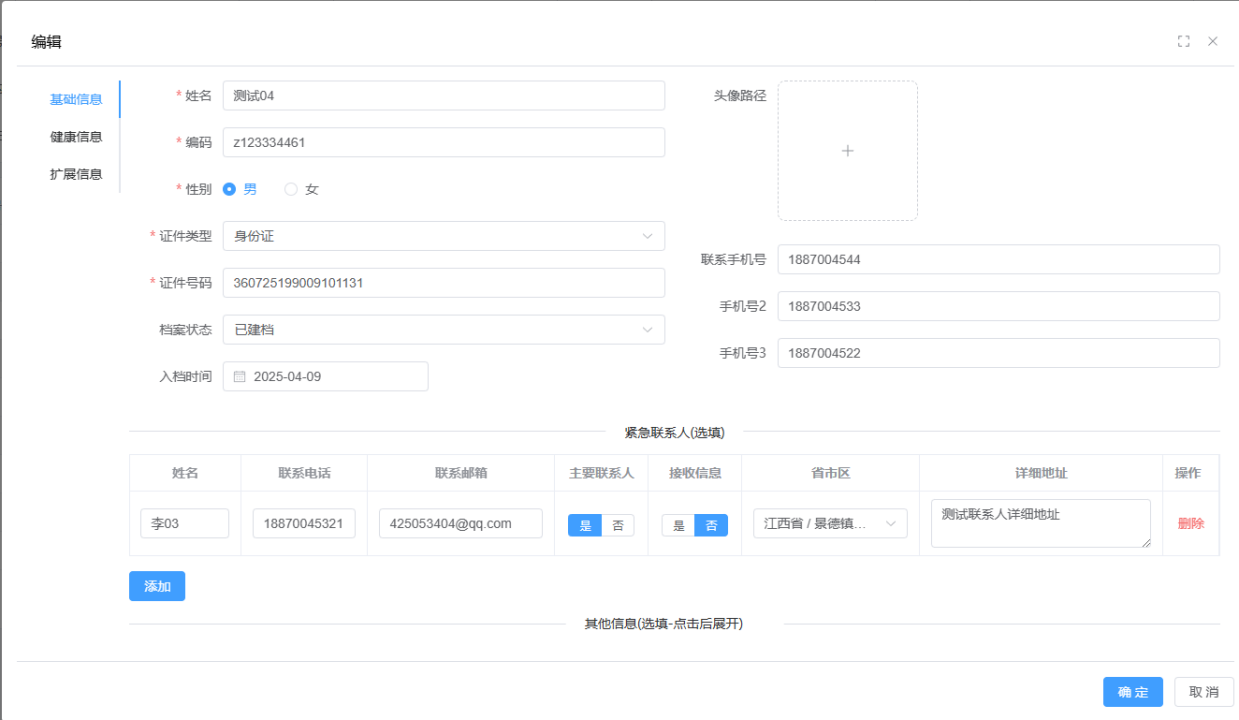 编辑
基础信息
健康信息
扩展信息
* 姓名 测试04
* 编码 z123334461
* 性别 男 女
* 证件类型 身份证
* 证件号码 360725199009101131
档案状态 已建档
入档时间 2025-04-09
头像路径
联系手机号 1887004544
手机号2 1887004533
手机号3 1887004522
紧急联系人(选填)
姓名 联系电话 联系邮箱 主要联系人 接收信息 省市区 详细地址 操作
李03 18870045321 425053404@qq.com 是 否 是 否 江西省 / 景德镇... 测试联系人详细地址 删除
添加
其他信息(选填-点击后展开)
确定 取消